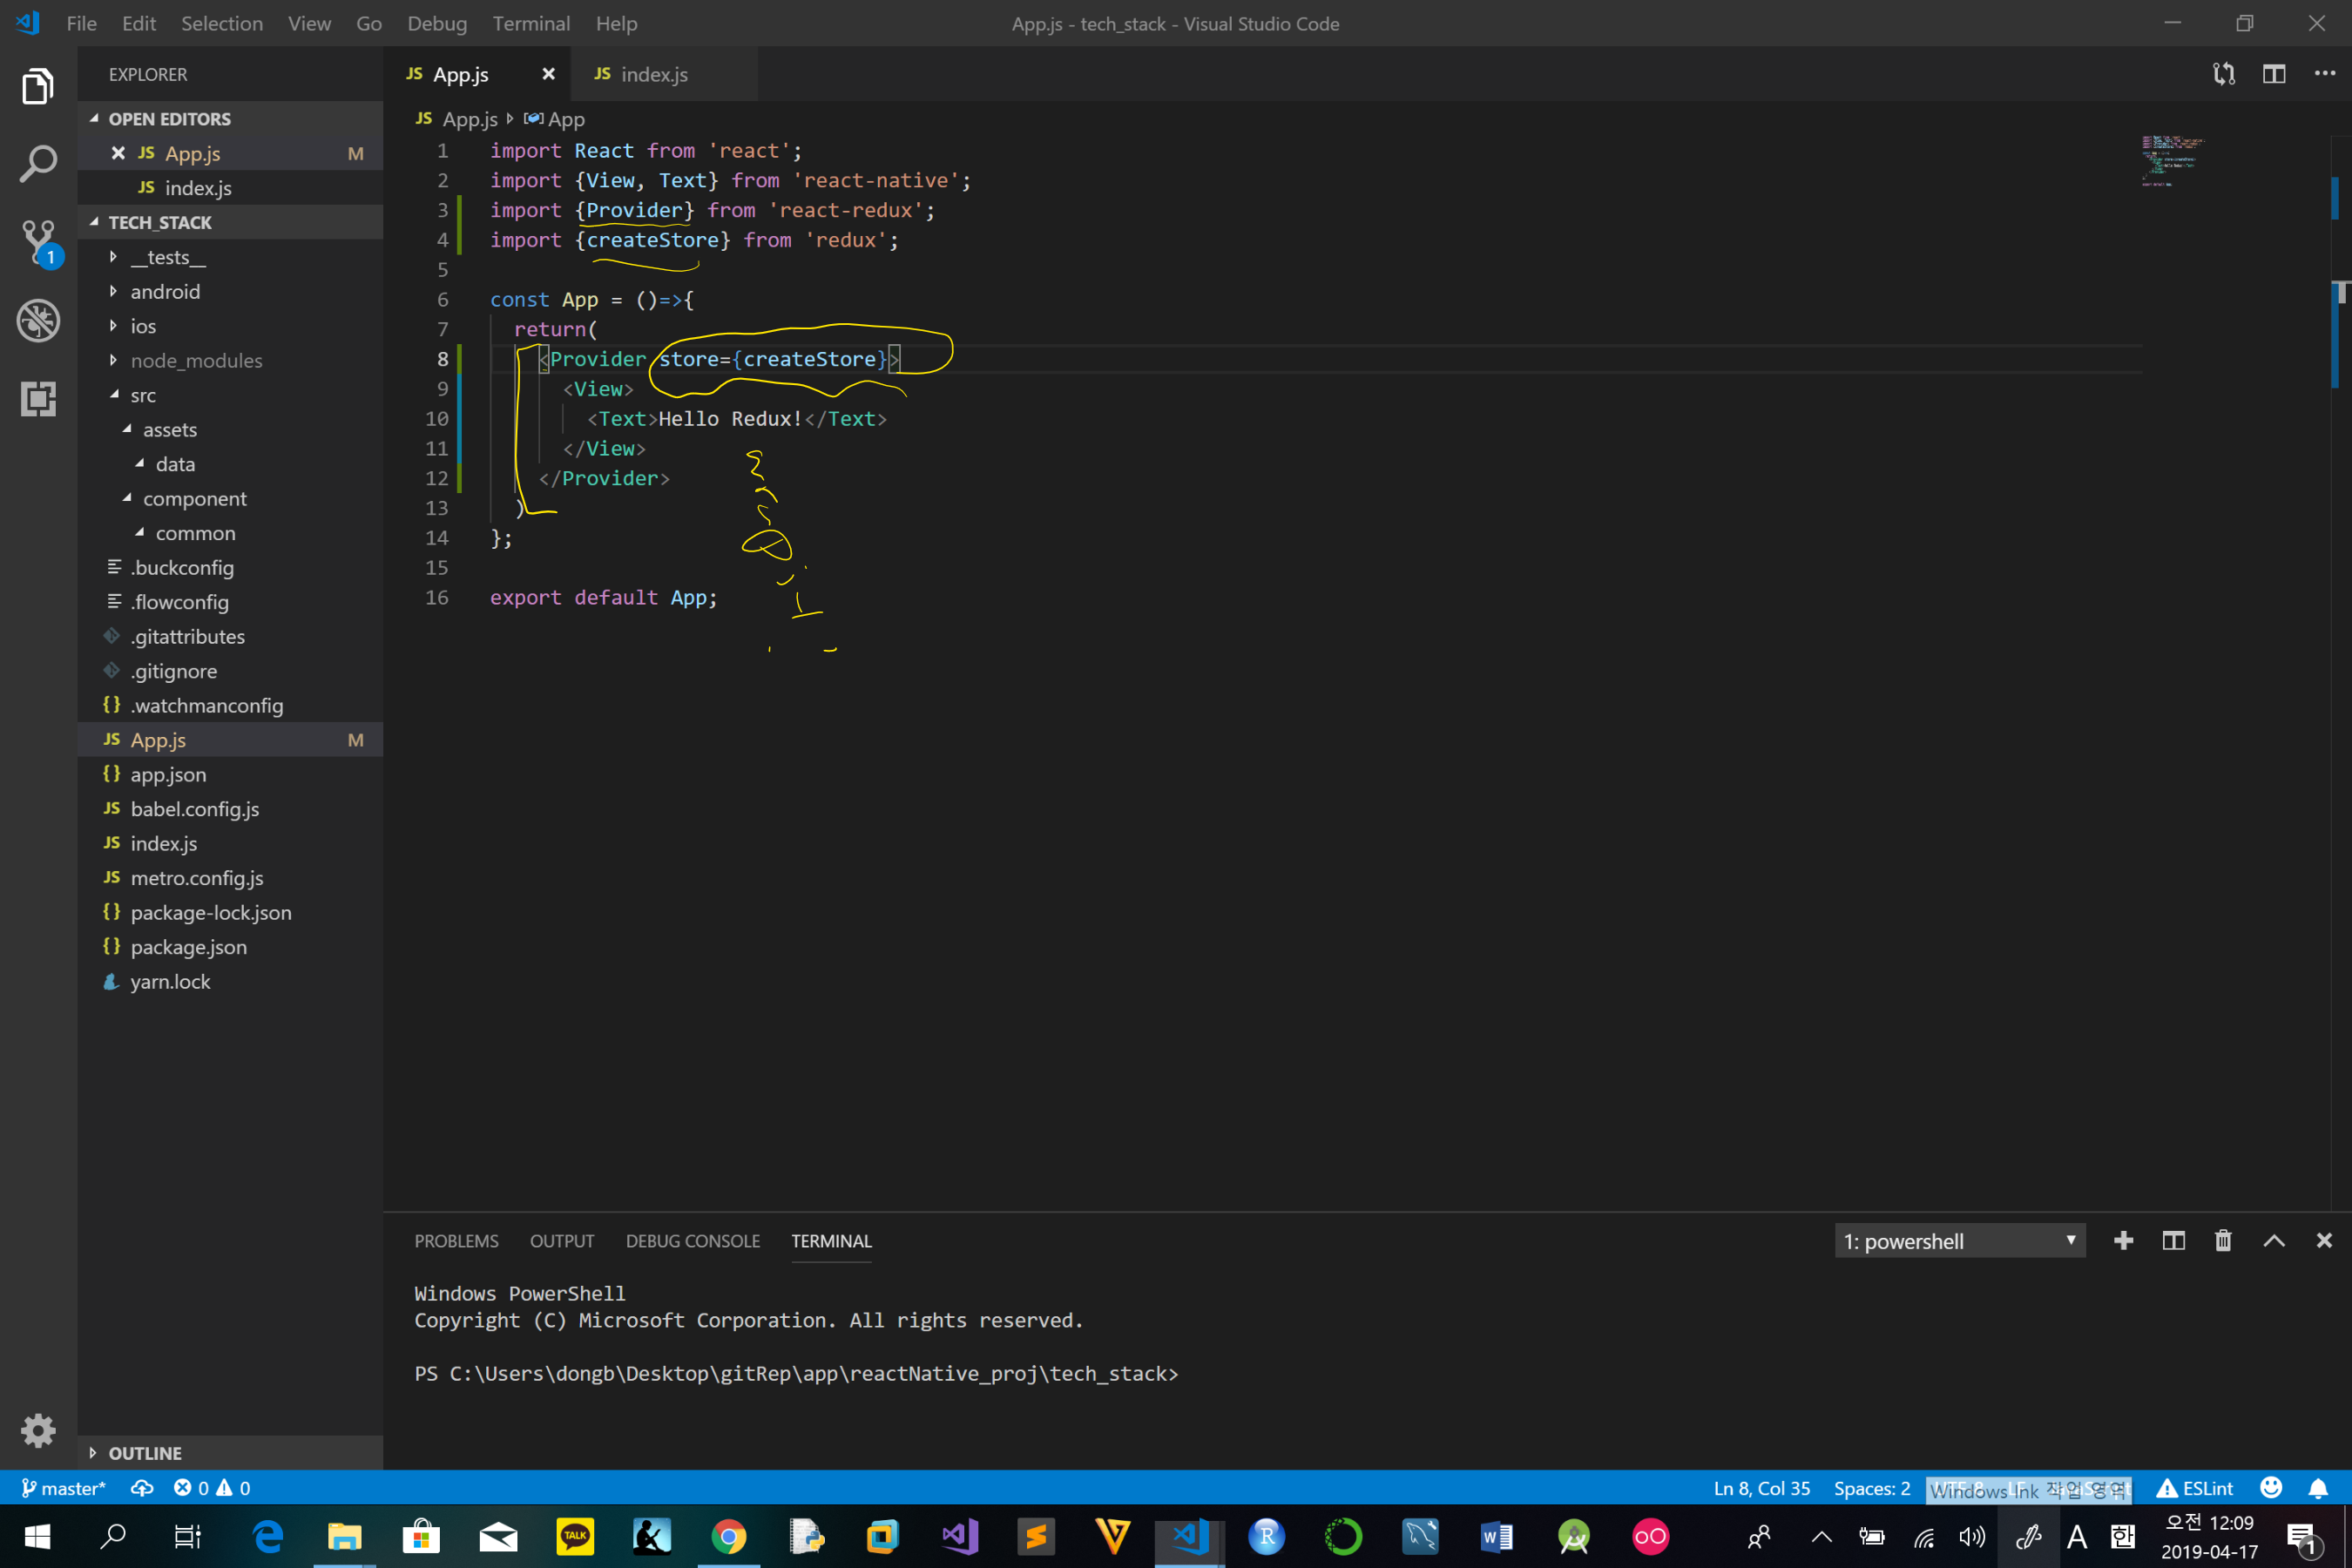 File Edit Selection View Go Debug Terminal Help
App.js - tech_stack - Visual Studio Code
EXPLORER
OPEN EDITORS
JS App.js M
JS index.js
TECH_STACK
__tests__
android
ios
node_modules
src
assets
data
component
common
.buckconfig
.flowconfig
.gitattributes
.gitignore
{} .watchmanconfig
JS App.js M
{} app.json
JS babel.config.js
JS index.js
JS metro.config.js
{} package-lock.json
{} package.json
yarn.lock
OUTLINE
1
JS App.js
JS index.js
JS App.js App
1 import React from 'react';
2 import {View, Text} from 'react-native';
3 import {Provider} from 'react-redux';
4 import {createStore} from 'redux';
5
6 const App = ()=>{
7 return(
8 <Provider store={createStore}>
9 <View>
10 <Text>Hello Redux!</Text>
11 </View>
12 </Provider>
13 )
14 };
15
16 export default App;
PROBLEMS OUTPUT DEBUG CONSOLE TERMINAL
1: powershell
Windows PowerShell
Copyright (C) Microsoft Corporation. All rights reserved.
PS C:\Users\dongb\Desktop\gitRep\app\reactNative_proj\tech_stack>
master* 0 0
Ln 8, Col 35 Spaces: 2 Windows Ink 작업 영역 ESLint
TALK
R
W
A 한
오전 12:09
2019-04-17
1